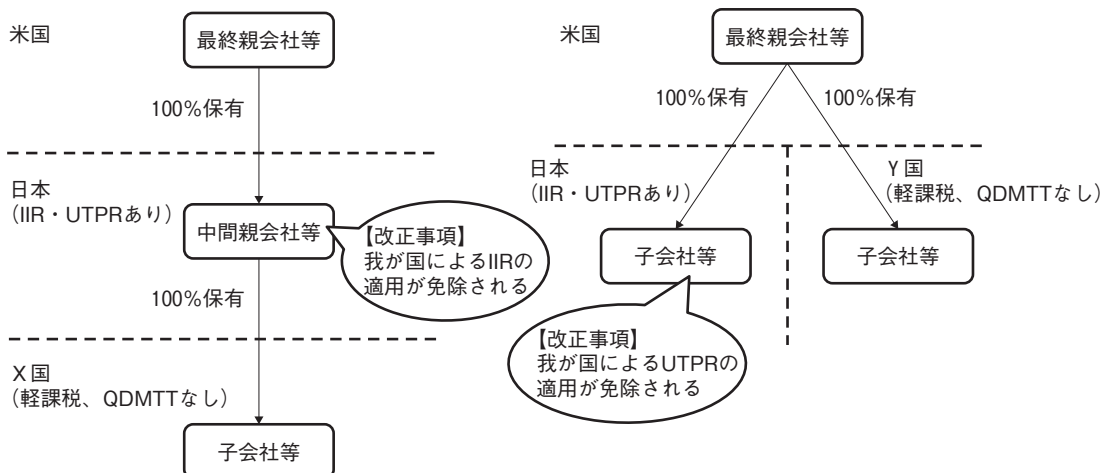 米国
最終親会社等
100%保有
日本
(IIR・UTPRあり)
中間親会社等
【改正事項】
我が国によるIIRの
適用が免除される
100%保有
X国
(軽課税、QDMTTなし)
子会社等
米国
最終親会社等
100%保有
100%保有
日本
(IIR・UTPRあり)
Y国
(軽課税、QDMTTなし)
子会社等
子会社等
【改正事項】
我が国によるUTPRの
適用が免除される